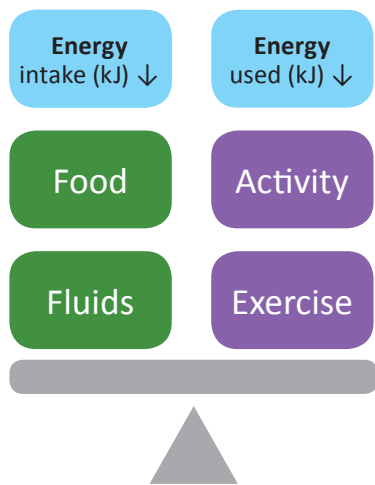 Energy
intake (kJ) ↓
Energy
used (kJ) ↓
Food
Activity
Fluids
Exercise